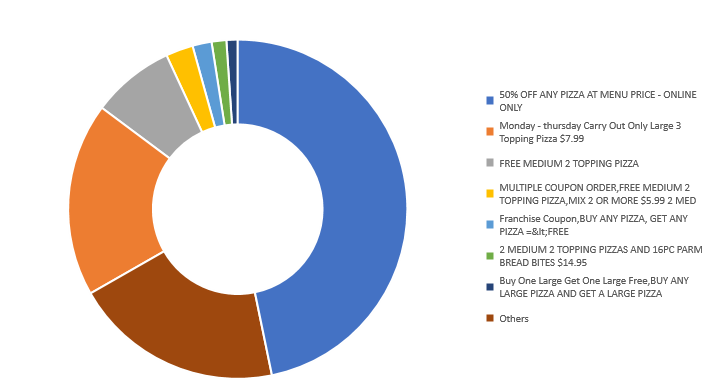 50% OFF ANY PIZZA AT MENU PRICE - ONLINE
ONLY
Monday - thursday Carry Out Only Large 3
Topping Pizza $7.99
FREE MEDIUM 2 TOPPING PIZZA
MULTIPLE COUPON ORDER,FREE MEDIUM 2
TOPPING PIZZA,MIX 2 OR MORE $5.99 2 MED
Franchise Coupon,BUY ANY PIZZA, GET ANY
PIZZA =&lt;FREE
2 MEDIUM 2 TOPPING PIZZAS AND 16PC PARM
BREAD BITES $14.95
Buy One Large Get One Large Free,BUY ANY
LARGE PIZZA AND GET A LARGE PIZZA
Others